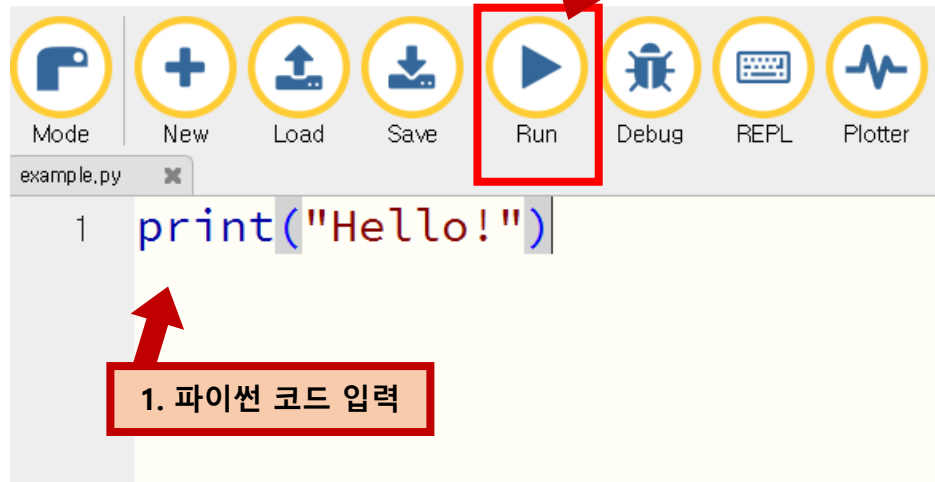 Mode New Load Save Run Debug REPL Plotter
example.py
1 print("Hello!")
1. 파이썬 코드 입력